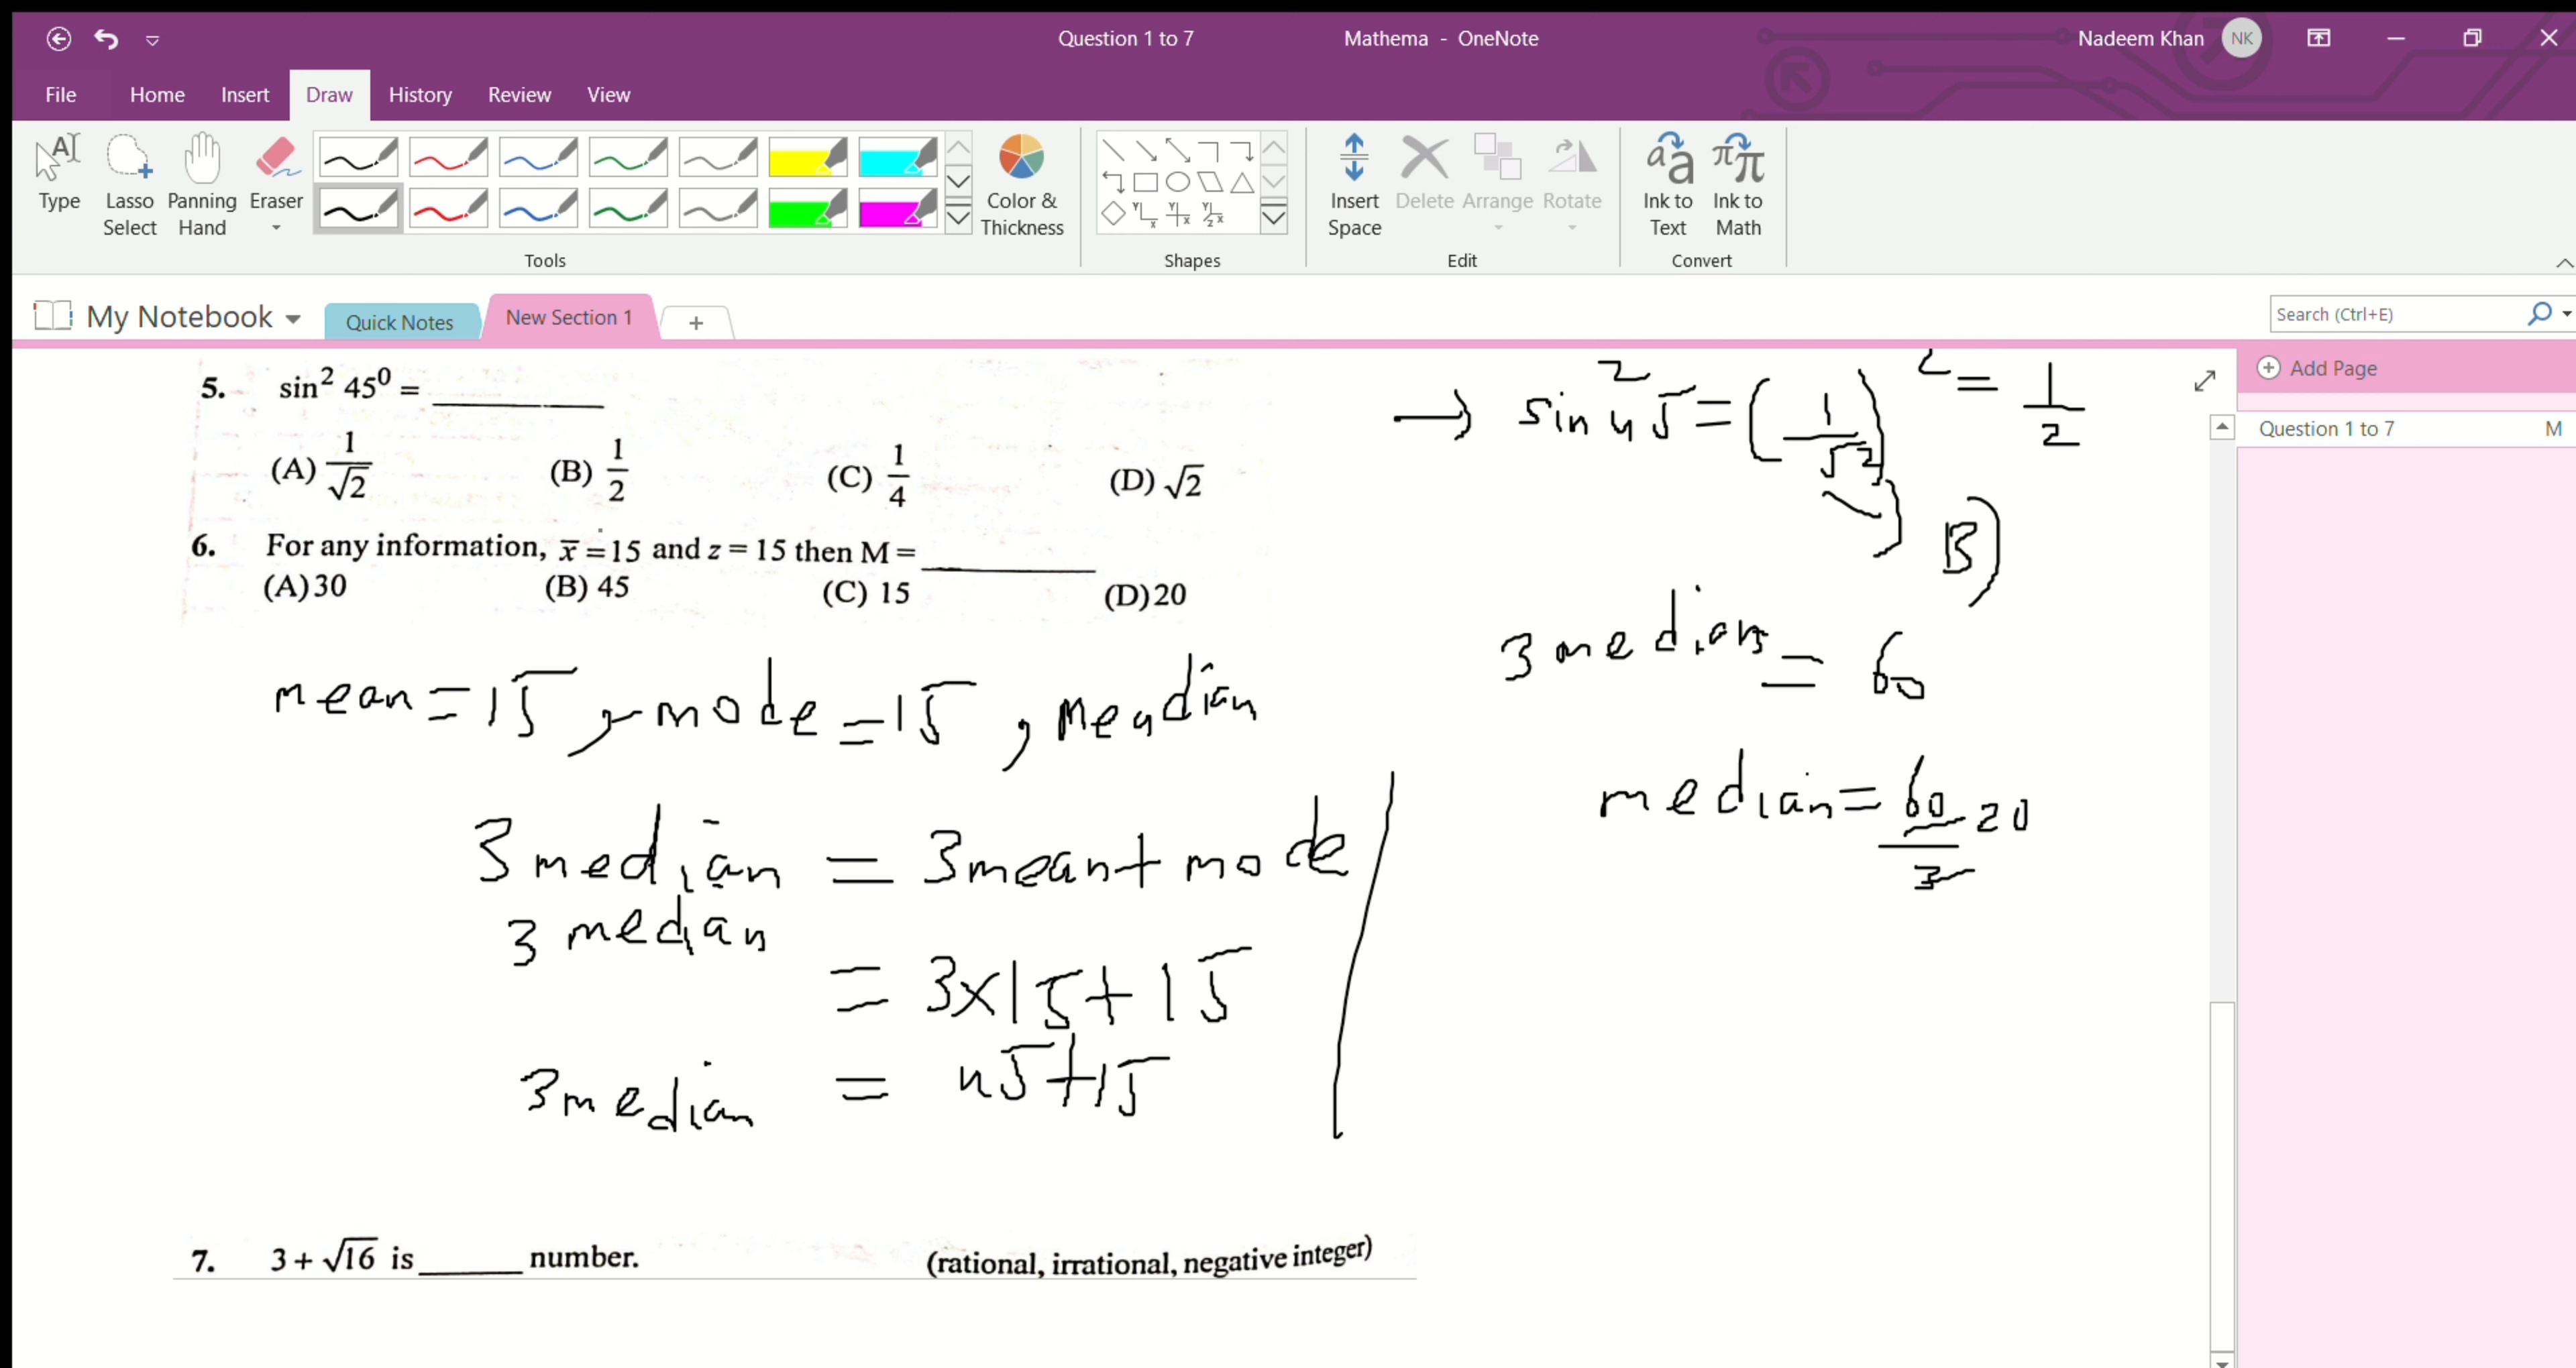 Question 1 to 7 Mathema - OneNote Nadeem Khan NK
File Home Insert Draw History Review View
Type Lasso Select Panning Hand Eraser Color & Thickness Insert Space Delete Arrange Rotate Ink to Text Ink to Math
Tools Shapes Edit Convert
My Notebook Quick Notes New Section 1 + Search (Ctrl+E)
Add Page
Question 1 to 7 M
5. sin² 45⁰ = ________
(A) 1/√2 (B) 1/2 (C) 1/4 (D) √2
→ sin² 45 = (1/√2)² = 1/2
B)
6. For any information, x̄ = 15 and z = 15 then M = ________
(A) 30 (B) 45 (C) 15 (D) 20
mean = 15, mode = 15, Meadian
3 median = 3 mean + mode
3 median
= 3×15+15
3 median = 45+15
3 median = 60
median = 60/3 20
7. 3 + √16 is ______ number. (rational, irrational, negative integer)